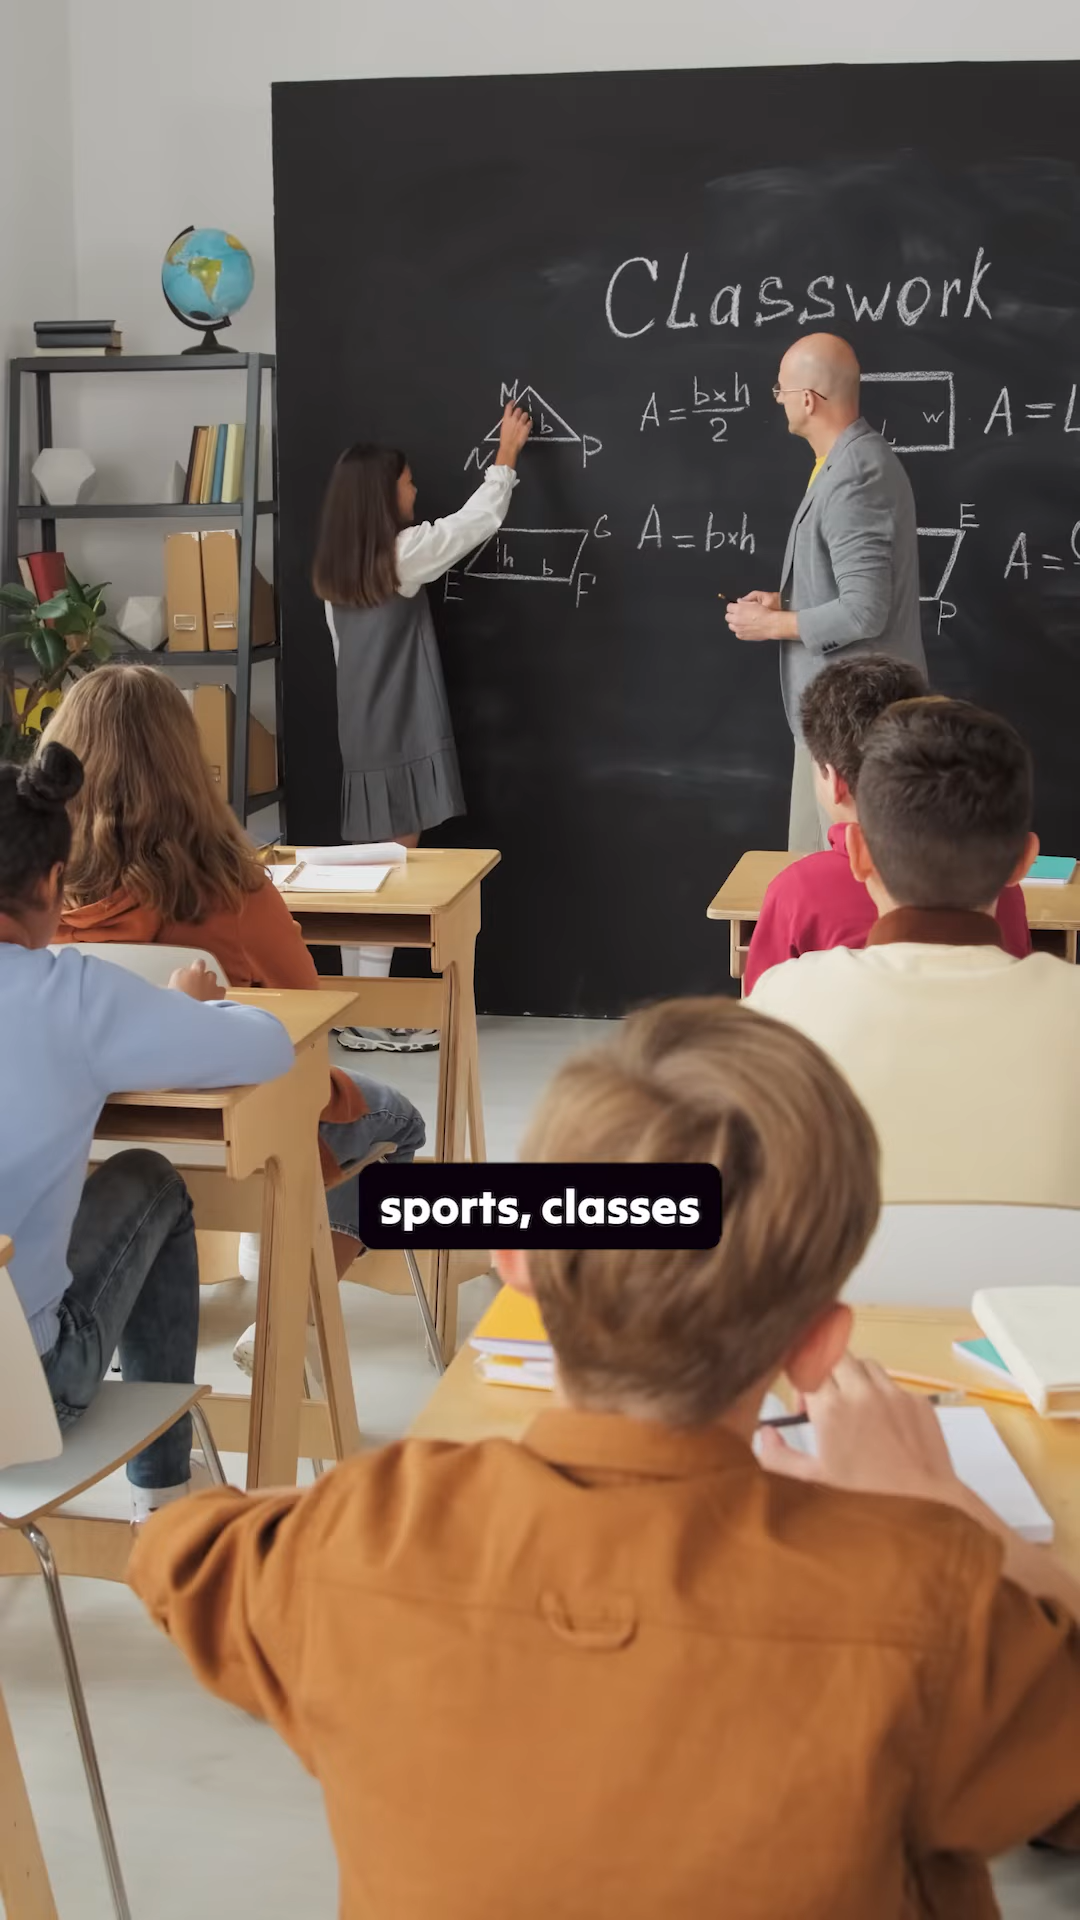 Classwork
M
N
P
b
A = b×h/2
L
W
A = L
G
h
b
E
F
A = b×h
E
P
A =
sports, classes